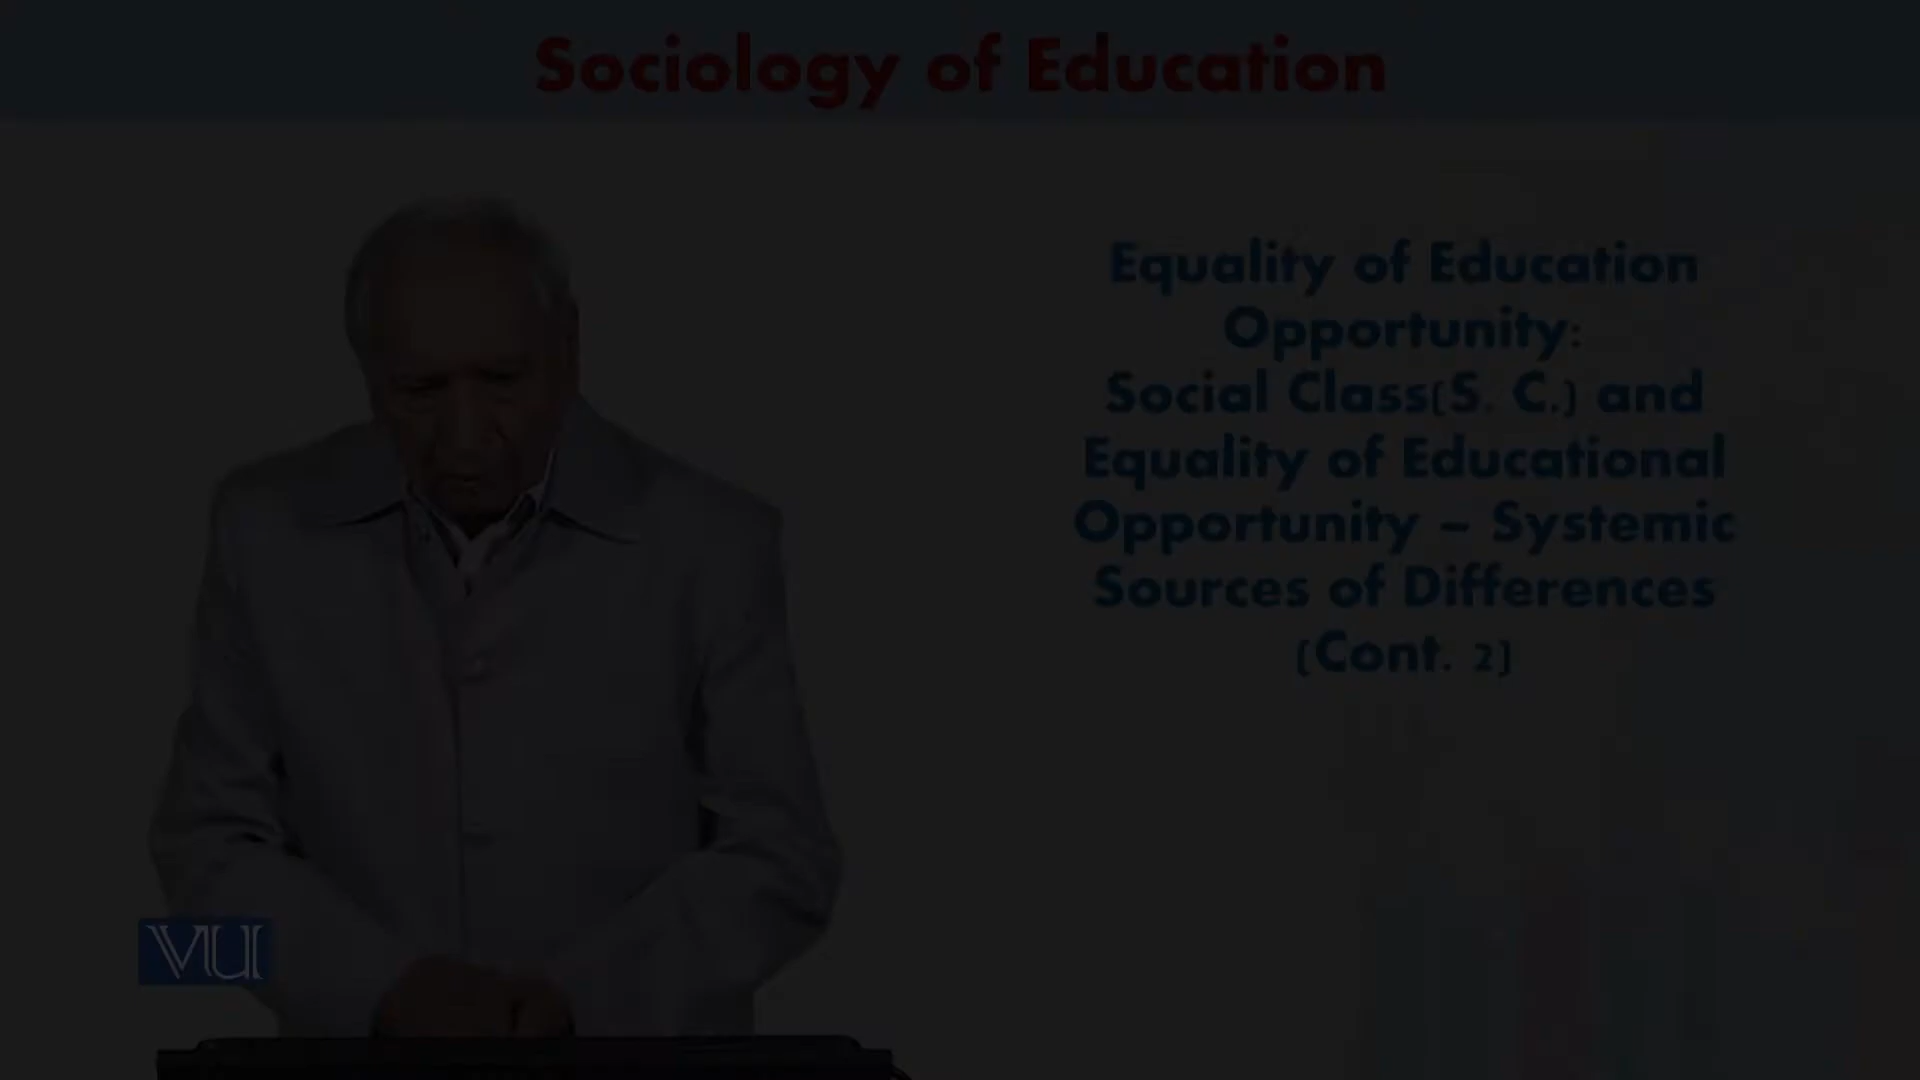 Sociology of Education
Equality of Education
Opportunity:
Social Class(S. C.) and
Equality of Educational
Opportunity – Systemic
Sources of Differences
(Cont. 2)
VU